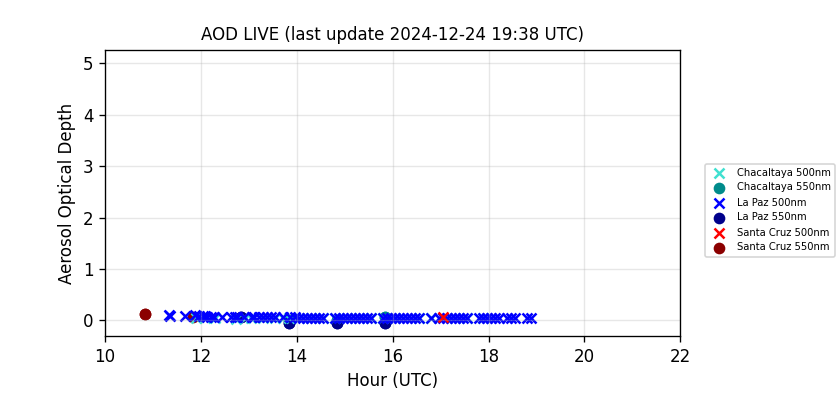 AOD LIVE (last update 2024-12-24 19:38 UTC)
Aerosol Optical Depth
5
4
3
2
1
0
10 12 14 16 18 20 22
Hour (UTC)
Chacaltaya 500nm
Chacaltaya 550nm
La Paz 500nm
La Paz 550nm
Santa Cruz 500nm
Santa Cruz 550nm